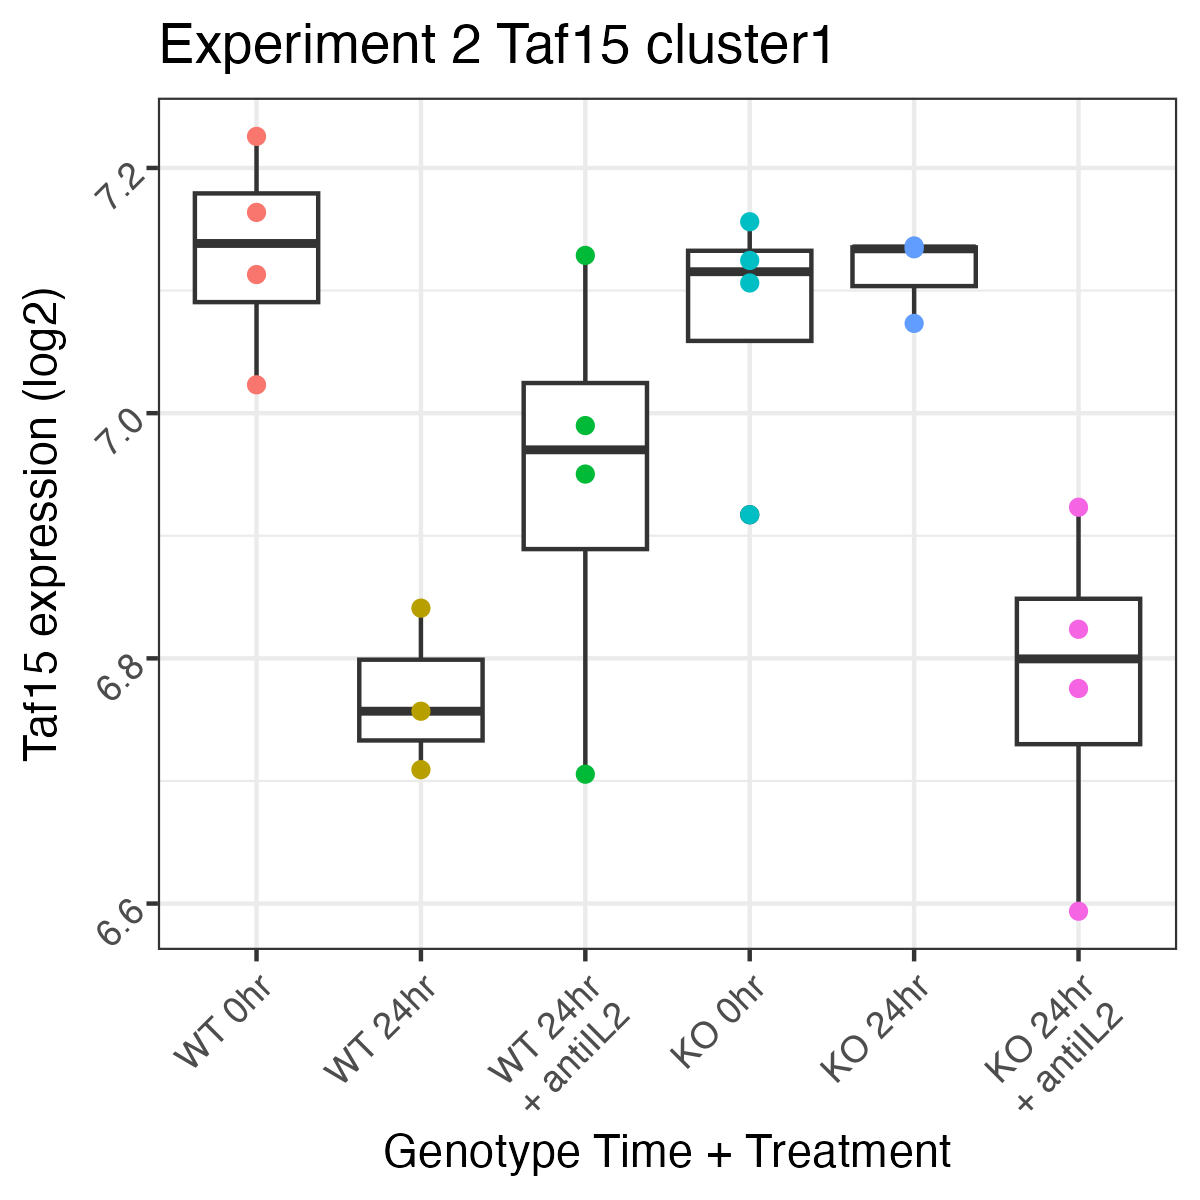 Experiment 2 Taf15 cluster1
Taf15 expression (log2)
7.2
7.0
6.8
6.6
WT 0hr
WT 24hr
WT 24hr
+ antiIL2
KO 0hr
KO 24hr
KO 24hr
+ antiIL2
Genotype Time + Treatment